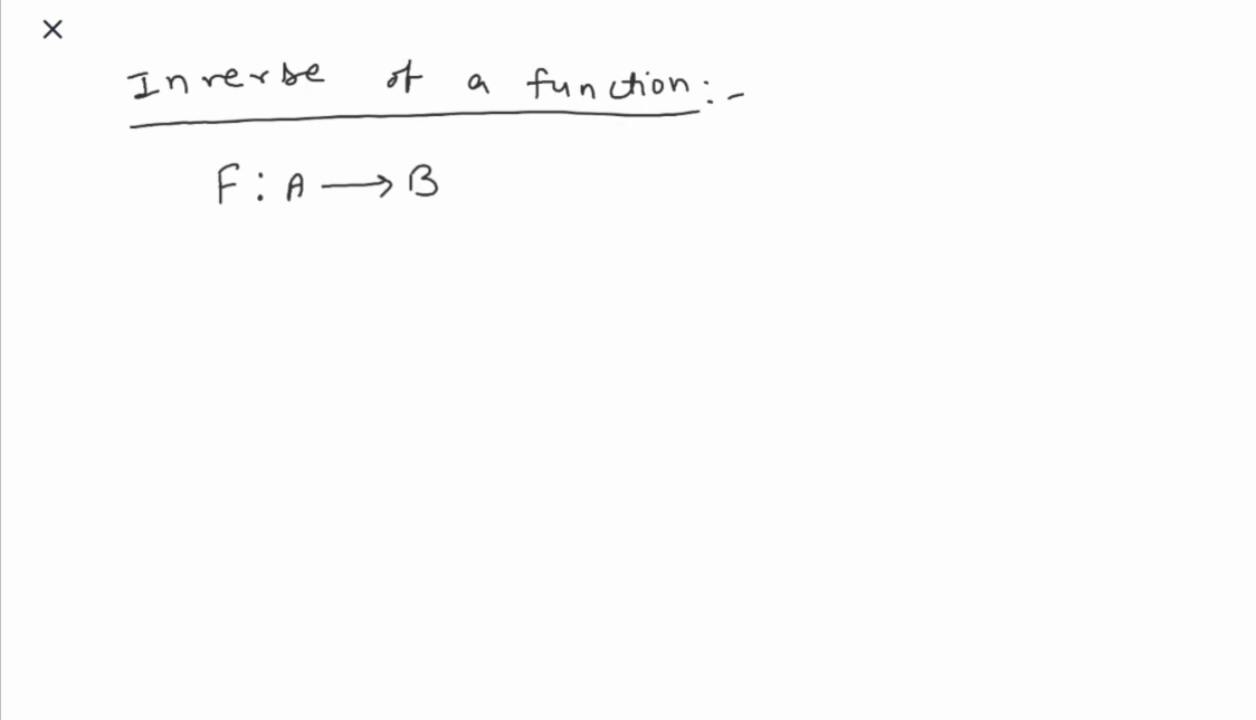 Inverse of a function:-
F: A → B